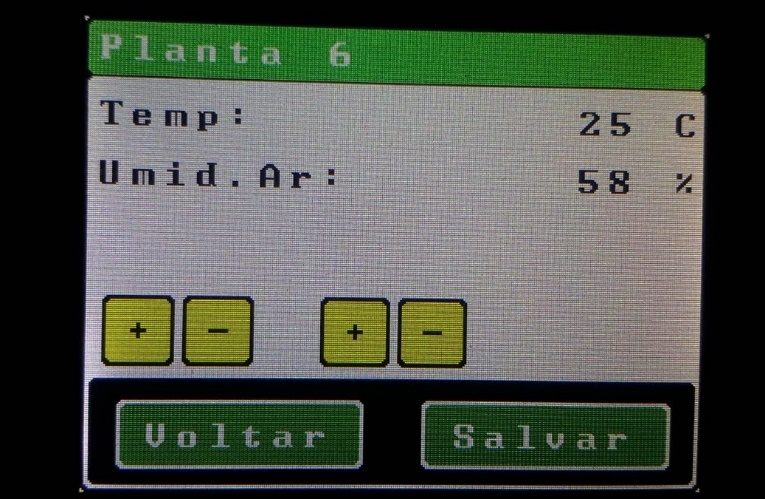 Planta 6
Temp: 25 C
Umid.Ar: 58 %
+ - + -
Voltar Salvar